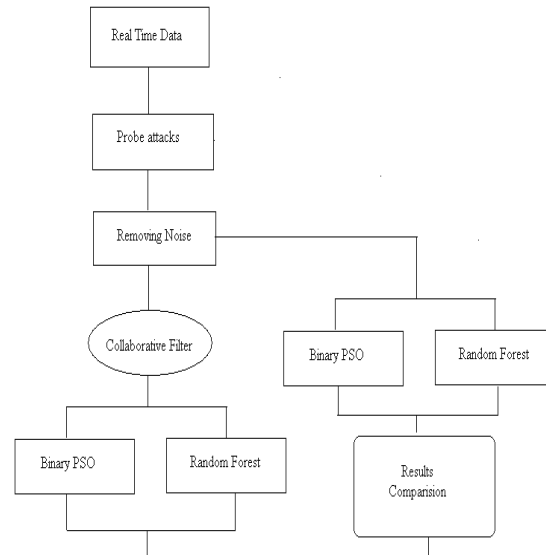 Real Time Data
Probe attacks
Removing Noise
Collaborative Filter
Binary PSO
Random Forest
Binary PSO
Random Forest
Results
Comparision